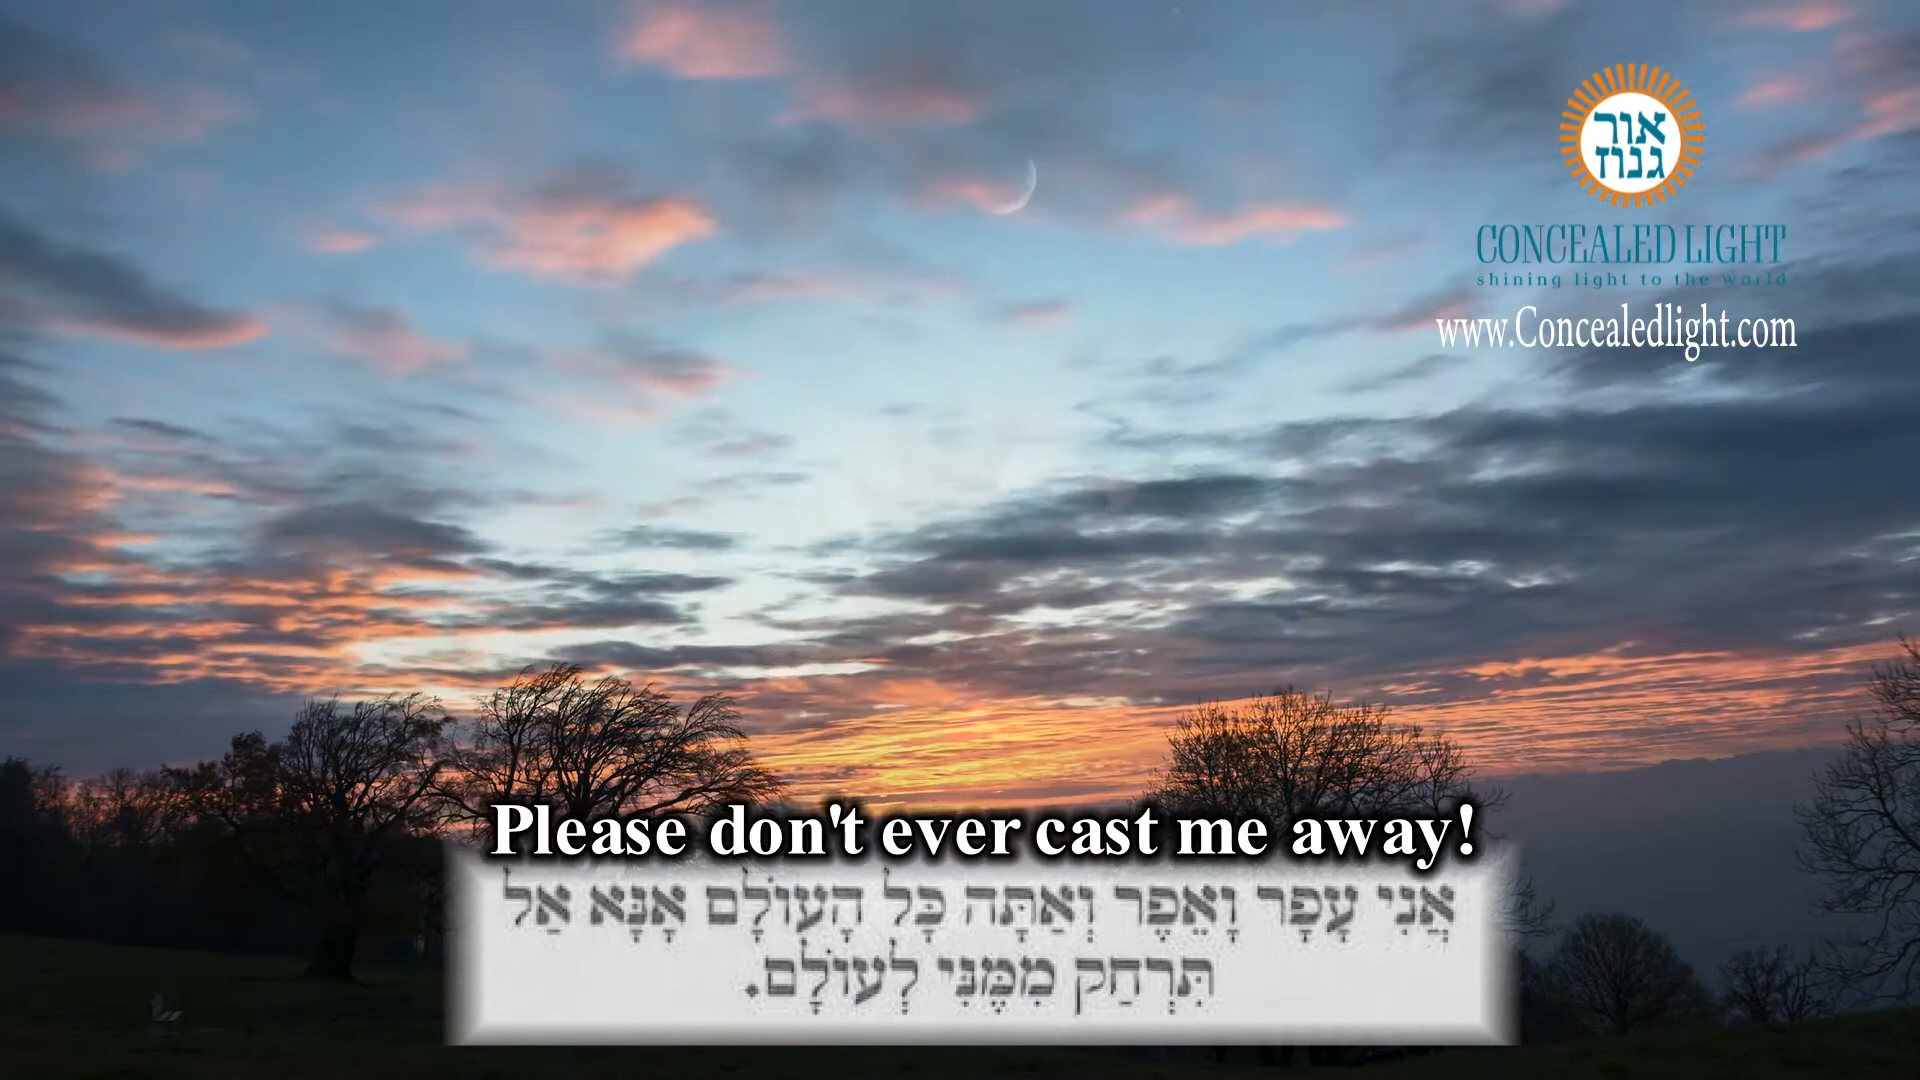 אור
גנוז
CONCEALED LIGHT
shining light to the world
www.Concealedlight.com
Please don't ever cast me away!
אֲנִי עָפָר וָאֵפֶר וְאַתָּה כָּל הָעוֹלָם אָנָּא אַל
תִּרְחַק מִמֶּנִּי לְעוֹלָם.